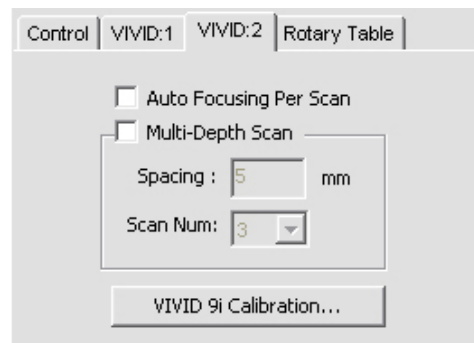 Control VIVID:1 VIVID:2 Rotary Table
Auto Focusing Per Scan
Multi-Depth Scan
Spacing : 5 mm
Scan Num: 3
VIVID 9i Calibration...